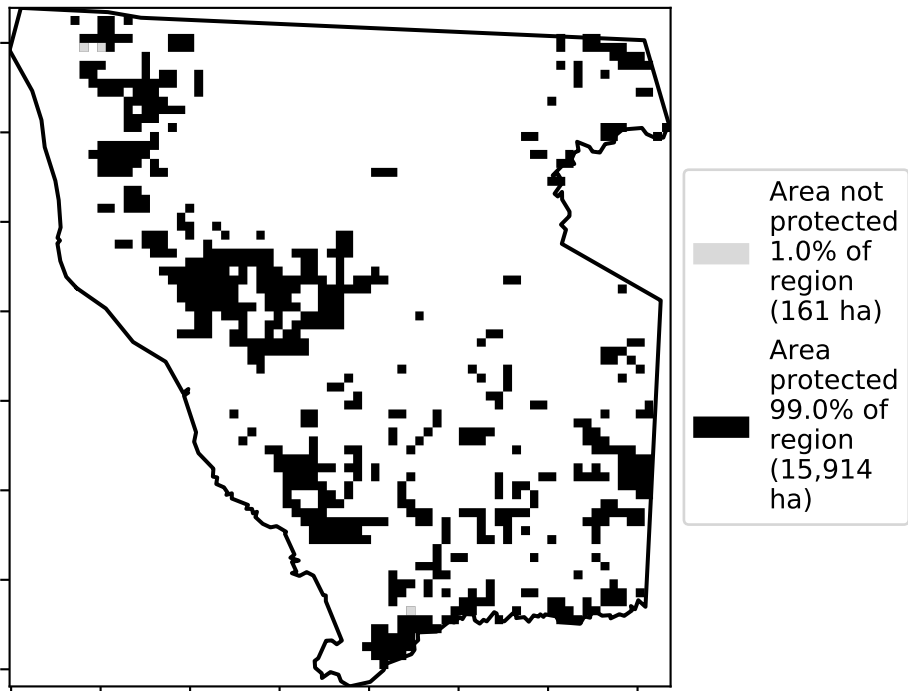 Area not
protected
1.0% of
region
(161 ha)
Area
protected
99.0% of
region
(15,914
ha)